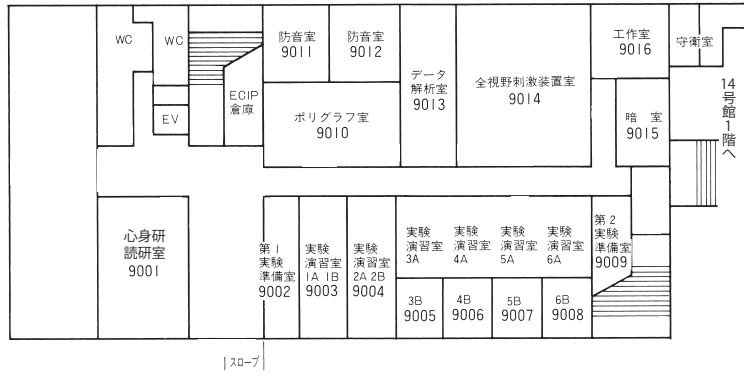 WC
WC
防音室
9011
防音室
9012
工作室
9016
守衛室
データ
解析室
9013
全視野刺激装置室
9014
ECIP
倉庫
EV
ポリグラフ室
9010
暗 室
9015
14号館1階へ
心身研
読研室
9001
第1
実験
準備室
9002
実験
演習室
1A 1B
9003
実験
演習室
2A 2B
9004
実験
演習室
3A
実験
演習室
4A
実験
演習室
5A
実験
演習室
6A
第2
実験
準備室
9009
3B
9005
4B
9006
5B
9007
6B
9008
スロープ